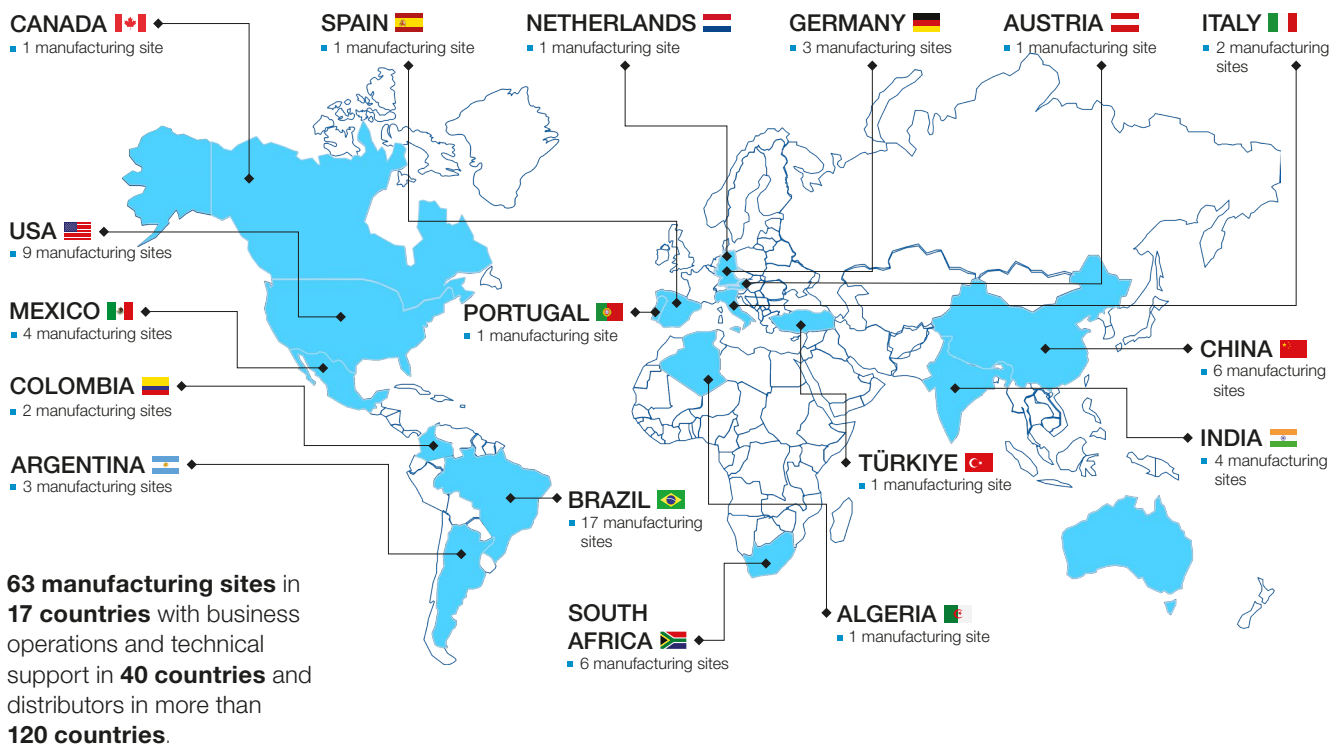 CANADA
1 manufacturing site
SPAIN
1 manufacturing site
NETHERLANDS
1 manufacturing site
GERMANY
3 manufacturing sites
AUSTRIA
1 manufacturing site
ITALY
2 manufacturing
sites
USA
9 manufacturing sites
MEXICO
4 manufacturing sites
PORTUGAL
1 manufacturing site
COLOMBIA
2 manufacturing sites
CHINA
6 manufacturing
sites
ARGENTINA
3 manufacturing sites
BRAZIL
17 manufacturing
sites
TÜRKIYE
1 manufacturing site
INDIA
4 manufacturing
sites
SOUTH
AFRICA
6 manufacturing sites
ALGERIA
1 manufacturing site
63 manufacturing sites in
17 countries with business
operations and technical
support in 40 countries and
distributors in more than
120 countries.